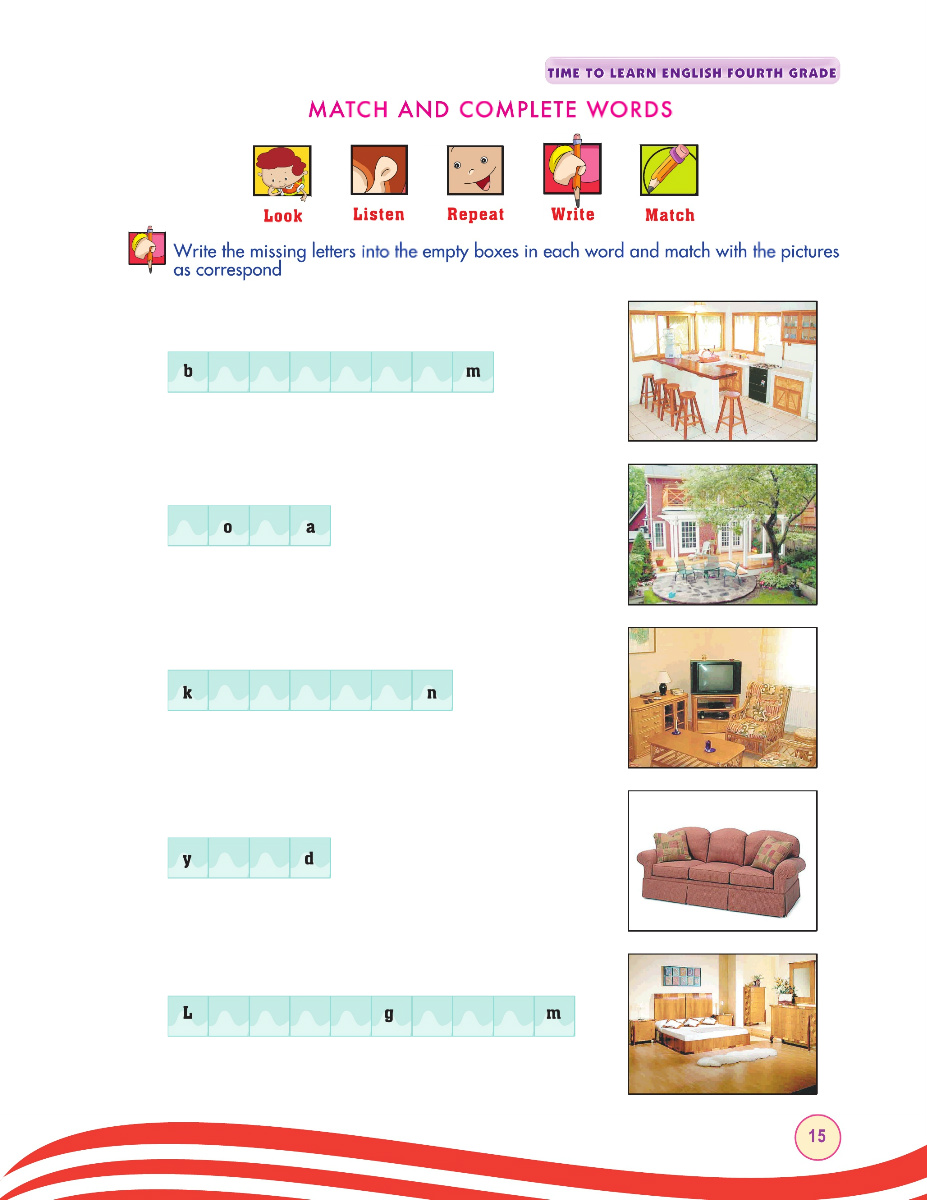 TIME TO LEARN ENGLISH FOURTH GRADE
MATCH AND COMPLETE WORDS
Look Listen Repeat Write Match
Write the missing letters into the empty boxes in each word and match with the pictures
as correspond
b m
o a
k n
y d
L g m
15